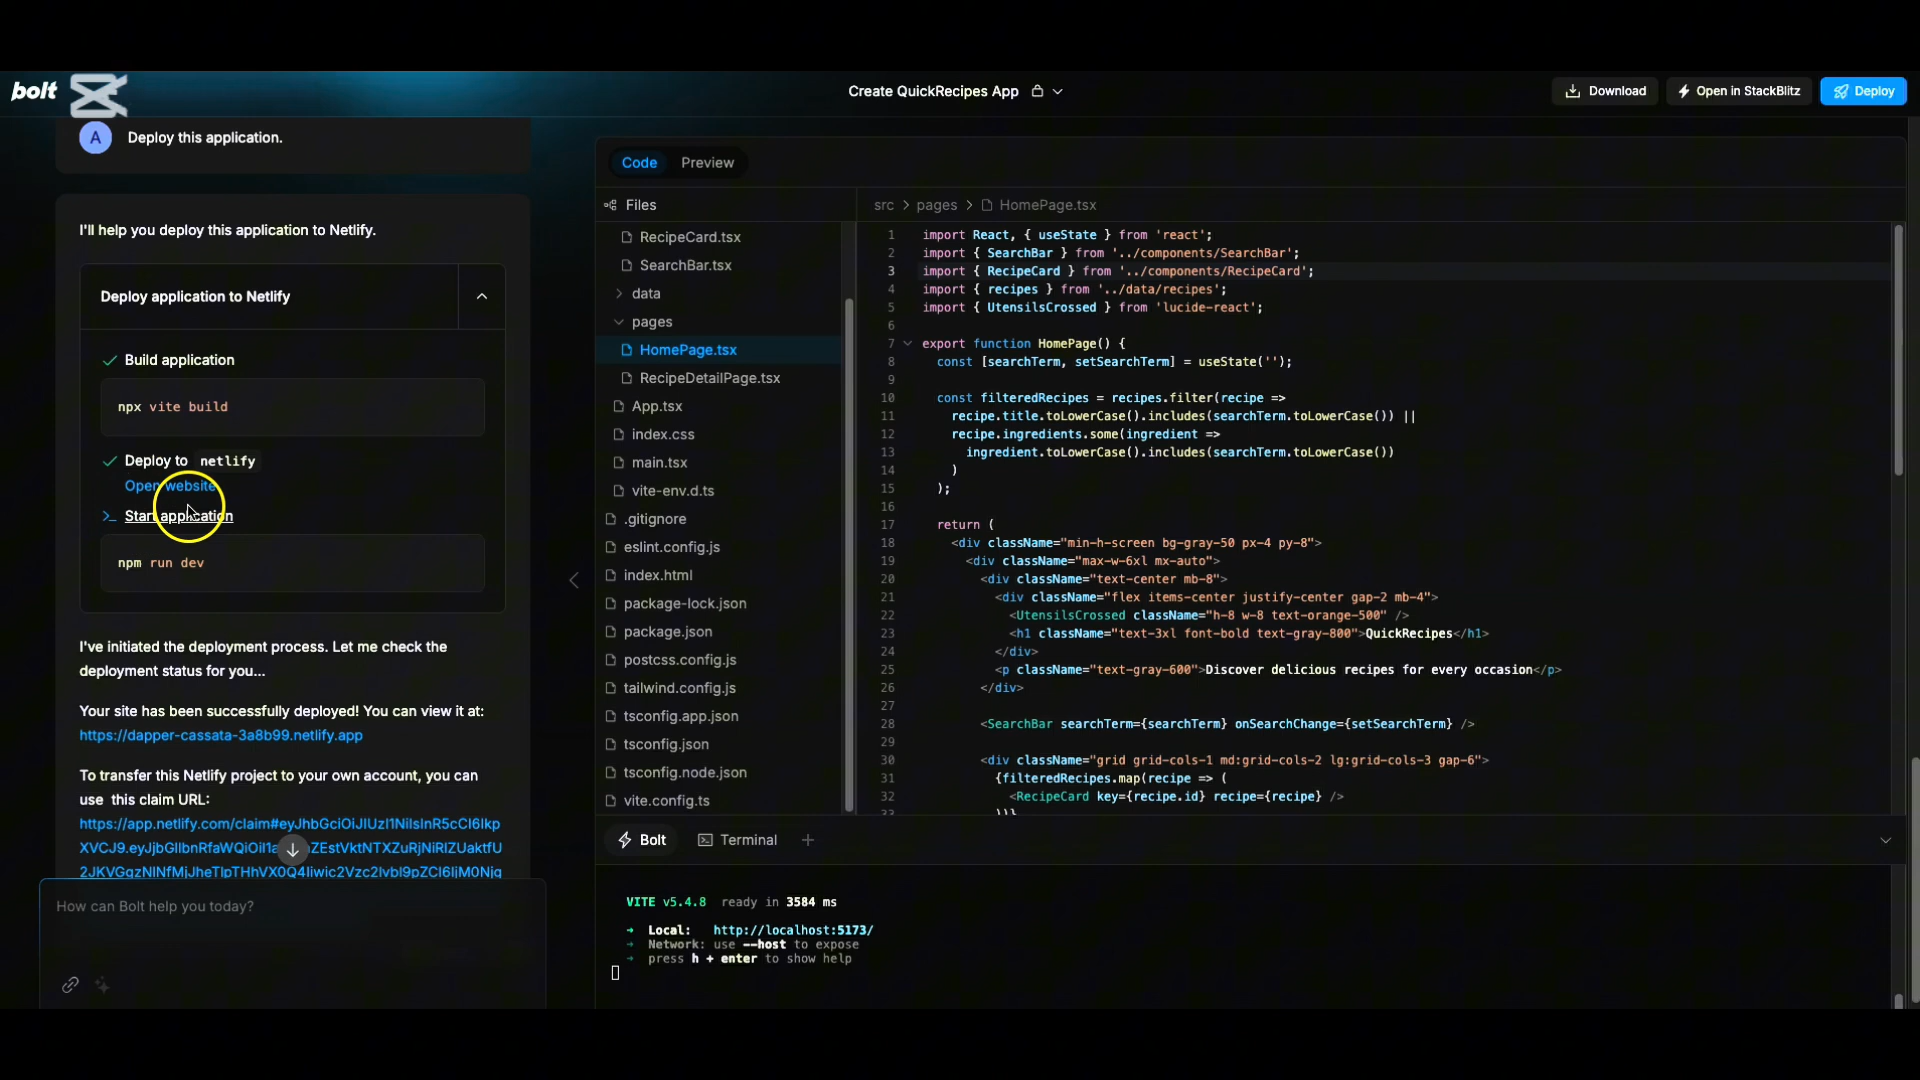 bolt
Create QuickRecipes App
Download
Open in StackBlitz
Deploy
A
Deploy this application.
I'll help you deploy this application to Netlify.
Deploy application to Netlify
Build application
npx vite build
Deploy to netlify
Open website
Start application
npm run dev
I've initiated the deployment process. Let me check the
deployment status for you...
Your site has been successfully deployed! You can view it at:
https://dapper-cassata-3a8b99.netlify.app
To transfer this Netlify project to your own account, you can
use this claim URL:
How can Bolt help you today?
Code
Preview
Files
RecipeCard.tsx
SearchBar.tsx
data
pages
HomePage.tsx
RecipeDetailPage.tsx
App.tsx
index.css
main.tsx
vite-env.d.ts
.gitignore
eslint.config.js
index.html
package-lock.json
package.json
postcss.config.js
tailwind.config.js
tsconfig.app.json
tsconfig.json
tsconfig.node.json
vite.config.ts
src > pages > HomePage.tsx
1 import React, { useState } from 'react';
2 import { SearchBar } from '../components/SearchBar';
3 import { RecipeCard } from '../components/RecipeCard';
4 import { recipes } from '../data/recipes';
5 import { UtensilsCrossed } from 'lucide-react';
6
7 export function HomePage() {
8 const [searchTerm, setSearchTerm] = useState('');
9
10 const filteredRecipes = recipes.filter(recipe =>
11 recipe.title.toLowerCase().includes(searchTerm.toLowerCase()) ||
12 recipe.ingredients.some(ingredient =>
13 ingredient.toLowerCase().includes(searchTerm.toLowerCase())
14 )
15 );
16
17 return (
18 <div className="min-h-screen bg-gray-50 px-4 py-8">
19 <div className="max-w-6xl mx-auto">
20 <div className="text-center mb-8">
21 <div className="flex items-center justify-center gap-2 mb-4">
22 <UtensilsCrossed className="h-8 w-8 text-orange-500" />
23 <h1 className="text-3xl font-bold text-gray-800">QuickRecipes</h1>
24 </div>
25 <p className="text-gray-600">Discover delicious recipes for every occasion</p>
26 </div>
27
28 <SearchBar searchTerm={searchTerm} onSearchChange={setSearchTerm} />
29
30 <div className="grid grid-cols-1 md:grid-cols-2 lg:grid-cols-3 gap-6">
31 {filteredRecipes.map(recipe => (
32 <RecipeCard key={recipe.id} recipe={recipe} />
33 ))}
Bolt
Terminal
VITE v5.4.8 ready in 3584 ms
➜ Local: http://localhost:5173/
➜ Network: use --host to expose
➜ press h + enter to show help